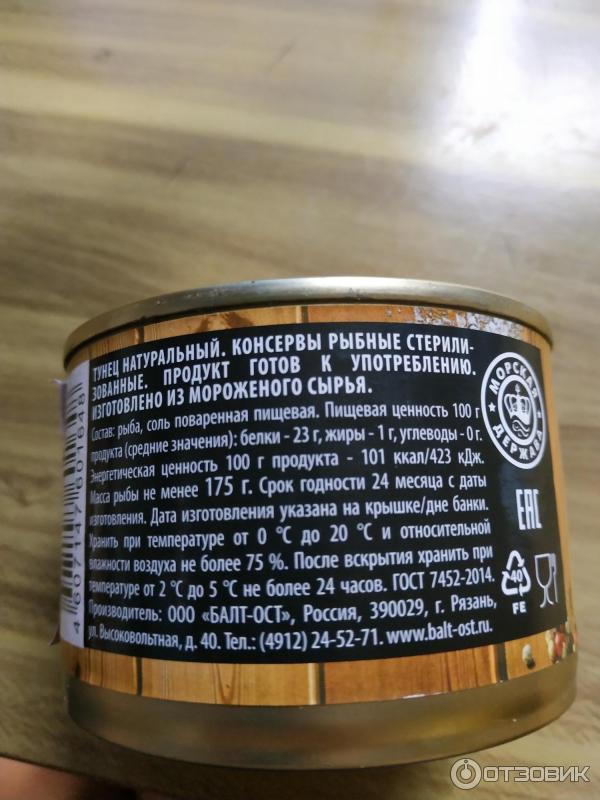 ТУНЕЦ НАТУРАЛЬНЫЙ. КОНСЕРВЫ РЫБНЫЕ СТЕРИЛИ-
ЗОВАННЫЕ. ПРОДУКТ ГОТОВ К УПОТРЕБЛЕНИЮ.
ИЗГОТОВЛЕНО ИЗ МОРОЖЕНОГО СЫРЬЯ.
Состав: рыба, соль поваренная пищевая. Пищевая ценность 100 г
продукта (средние значения): белки - 23 г, жиры - 1 г, углеводы - 0 г.
Энергетическая ценность 100 г продукта - 101 ккал/423 кДж.
Масса рыбы не менее 175 г. Срок годности 24 месяца с даты
изготовления. Дата изготовления указана на крышке/дне банки.
Хранить при температуре от 0 °С до 20 °С и относительной
влажности воздуха не более 75 %. После вскрытия хранить при
температуре от 2 °С до 5 °С не более 24 часов. ГОСТ 7452-2014.
Производитель: ООО «БАЛТ-ОСТ», Россия, 390029, г. Рязань,
ул. Высоковольтная, д. 40. Тел.: (4912) 24-52-71. www.balt-ost.ru.
МОРСКАЯ
ДЕРЖАВА
EAC
40
FE
4 607147 601648
ОТЗОВИК